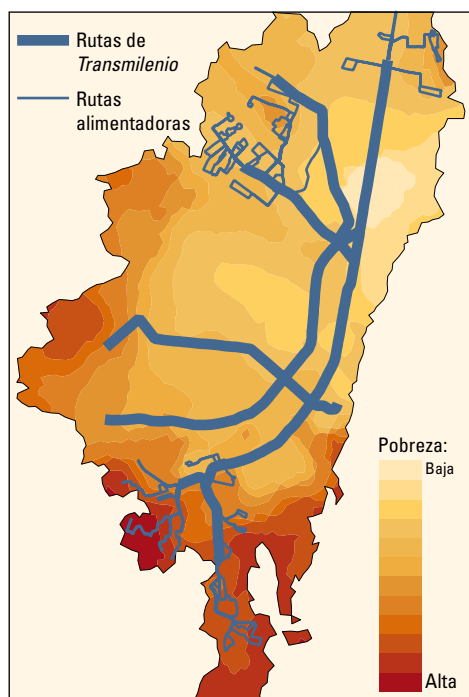 Rutas de
Transmilenio
Rutas
alimentadoras
Pobreza:
Baja
Alta